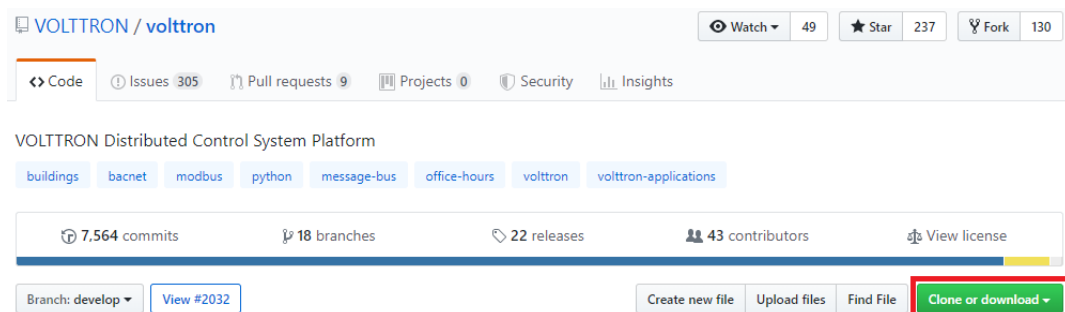 VOLTTRON / volttron Watch 49 Star 237 Fork 130
Code Issues 305 Pull requests 9 Projects 0 Security Insights
VOLTTRON Distributed Control System Platform
buildings bacnet modbus python message-bus office-hours volttron volttron-applications
7,564 commits 18 branches 22 releases 43 contributors View license
Branch: develop View #2032 Create new file Upload files Find File Clone or download